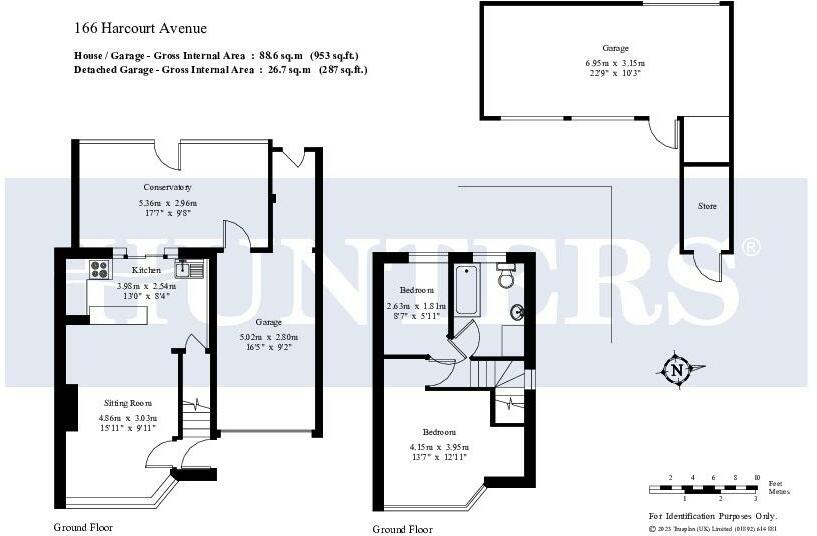 166 Harcourt Avenue
House / Garage - Gross Internal Area : 88.6 sq.m (953 sq.ft.)
Detached Garage - Gross Internal Area : 26.7 sq.m (287 sq.ft.)
Garage
6.95m x 3.15m
22'9" x 10'3"
Store
Conservatory
5.36m x 2.96m
17'7" x 9'8"
HUNTERS®
Kitchen
3.98m x 2.54m
13'0" x 8'4"
Garage
5.02m x 2.80m
16'5" x 9'2"
Sitting Room
4.86m x 3.03m
15'11" x 9'11"
Ground Floor
Bedroom
2.63m x 1.81m
8'7" x 5'11"
Bedroom
4.15m x 3.95m
13'7" x 12'11"
Ground Floor
N
2 4 6 8 10
Feet
Metres
1 2 3
For Identification Purposes Only.
© 2023 Trueplan (UK) Limited (01892) 614 881